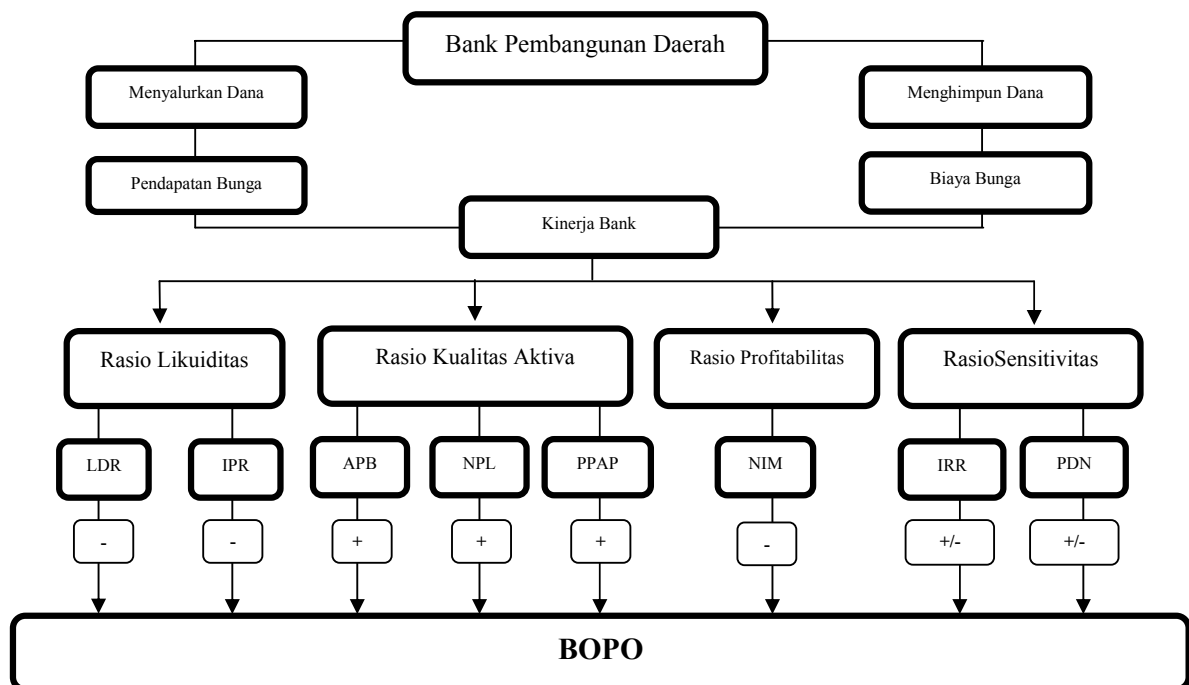 Bank Pembangunan Daerah
Menyalurkan Dana
Menghimpun Dana
Pendapatan Bunga
Biaya Bunga
Kinerja Bank
Rasio Likuiditas
Rasio Kualitas Aktiva
Rasio Profitabilitas
RasioSensitivitas
LDR
IPR
APB
NPL
PPAP
NIM
IRR
PDN
-
-
+
+
+
-
+/-
+/-
BOPO